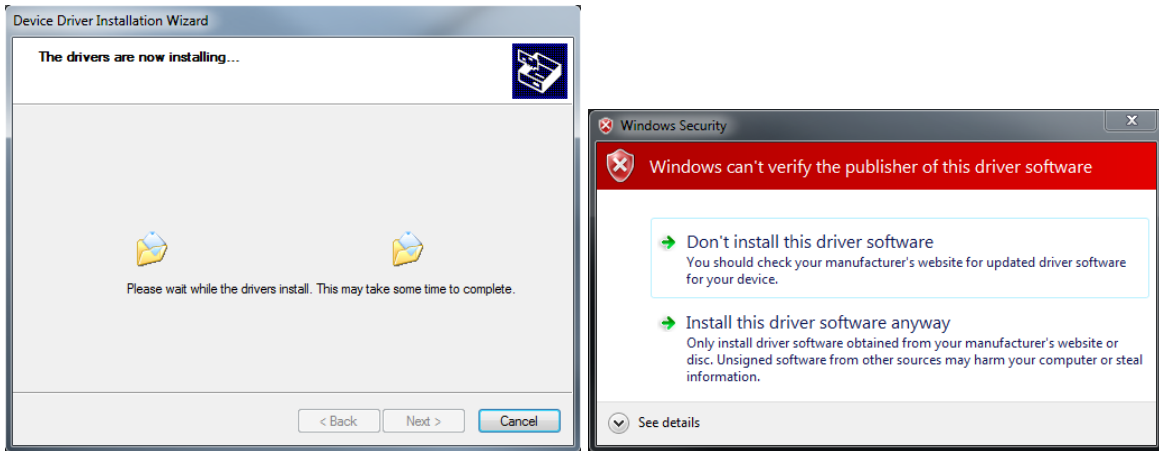 Device Driver Installation Wizard
The drivers are now installing...
Please wait while the drivers install. This may take some time to complete.
< Back
Next >
Cancel
Windows Security
Windows can't verify the publisher of this driver software
Don't install this driver software
You should check your manufacturer's website for updated driver software
for your device.
Install this driver software anyway
Only install driver software obtained from your manufacturer's website or
disc. Unsigned software from other sources may harm your computer or steal
information.
See details